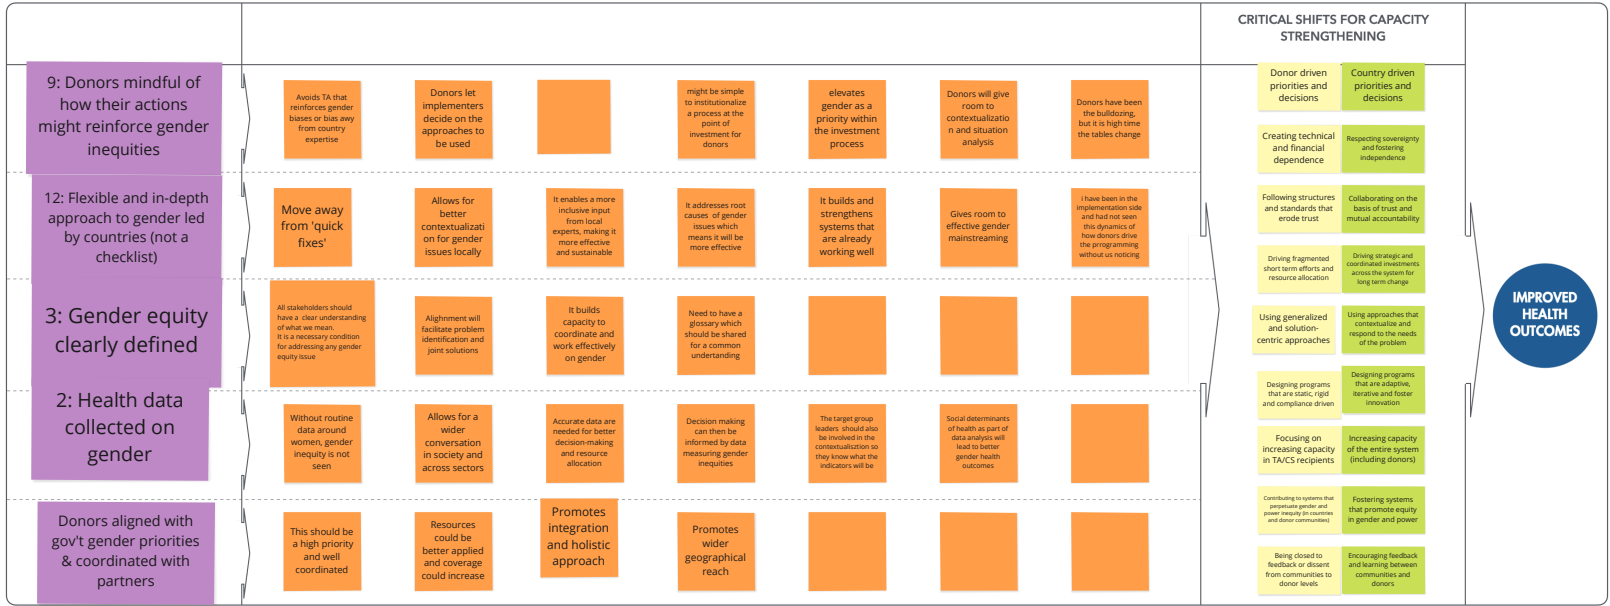 CRITICAL SHIFTS FOR CAPACITY
STRENGTHENING
9: Donors mindful of
how their actions
might reinforce gender
inequities
Avoids TA that
reinforces gender
biases or bias awy
from country
expertise
Donors let
implementers
decide on the
approaches to
be used
might be simple
to institutionalize
a process at the
point of
investment for
donors
elevates
gender as a
priority within
the investment
process
Donors will give
room to
contextualizatio
n and situation
analysis
Donors have been
the bulldozing,
but it is high time
the tables change
12: Flexible and in-depth
approach to gender led
by countries (not a
checklist)
Move away
from 'quick
fixes'
Allows for
better
contextualizati
on for gender
issues locally
It enables a more
inclusive input
from local
experts, making it
more effective
and sustainable
It addresses root
causes of gender
issues which
means it will be
more effective
It builds and
strengthens
systems that
are already
working well
Gives room to
effective gender
mainstreaming
i have been in the
implementation side
and had not seen
this dynamics of
how donors drive
the programming
without us noticing
3: Gender equity
clearly defined
All stakeholders should
have a clear understanding
of what we mean.
It is a necessary condition
for addressing any gender
equity issue
Alighnment will
facilitate problem
identification and
joint solutions
It builds
capacity to
coordinate and
work effectively
on gender
Need to have a
glossary which
should be shared
for a common
undertanding
2: Health data
collected on
gender
Without routine
data around
women, gender
inequity is not
seen
Allows for a
wider
conversation
in society and
across sectors
Accurate data are
needed for better
decision-making
and resource
allocation
Decision making
can then be
informed by data
measuring gender
inequities
The target group
leaders should also
be involved in the
contextualisztion so
they know what the
indicators will be
Social determinants
of health as part of
data analysis will
lead to better
gender health
outcomes
Donors aligned with
gov't gender priorities
& coordinated with
partners
This should be
a high priority
and well
coordinated
Resources
could be
better applied
and coverage
could increase
Promotes
integration
and holistic
approach
Promotes
wider
geographical
reach
Donor driven
priorities and
decisions
Country driven
priorities and
decisions
Creating technical
and financial
dependence
Respecting sovereignty
and fostering
independence
Following structures
and standards that
erode trust
Collaborating on the
basis of trust and
mutual accountability
Driving fragmented
short term efforts and
resource allocation
Driving strategic and
coordinated investments
across the system for
long term change
Using generalized
and solution-
centric approaches
Using approaches that
contextualize and
respond to the needs
of the problem
Designing programs
that are static, rigid
and compliance driven
Designing programs
that are adaptive,
iterative and foster
innovation
Focusing on
increasing capacity
in TA/CS recipients
Increasing capacity
of the entire system
(including donors)
Contributing to systems that
perpetuate gender and
power inequity (in countries
and donor communities)
Fostering systems
that promote equity
in gender and power
Being closed to
feedback or dissent
from communities to
donor levels
Encouraging feedback
and learning between
communities and
donors
IMPROVED
HEALTH
OUTCOMES